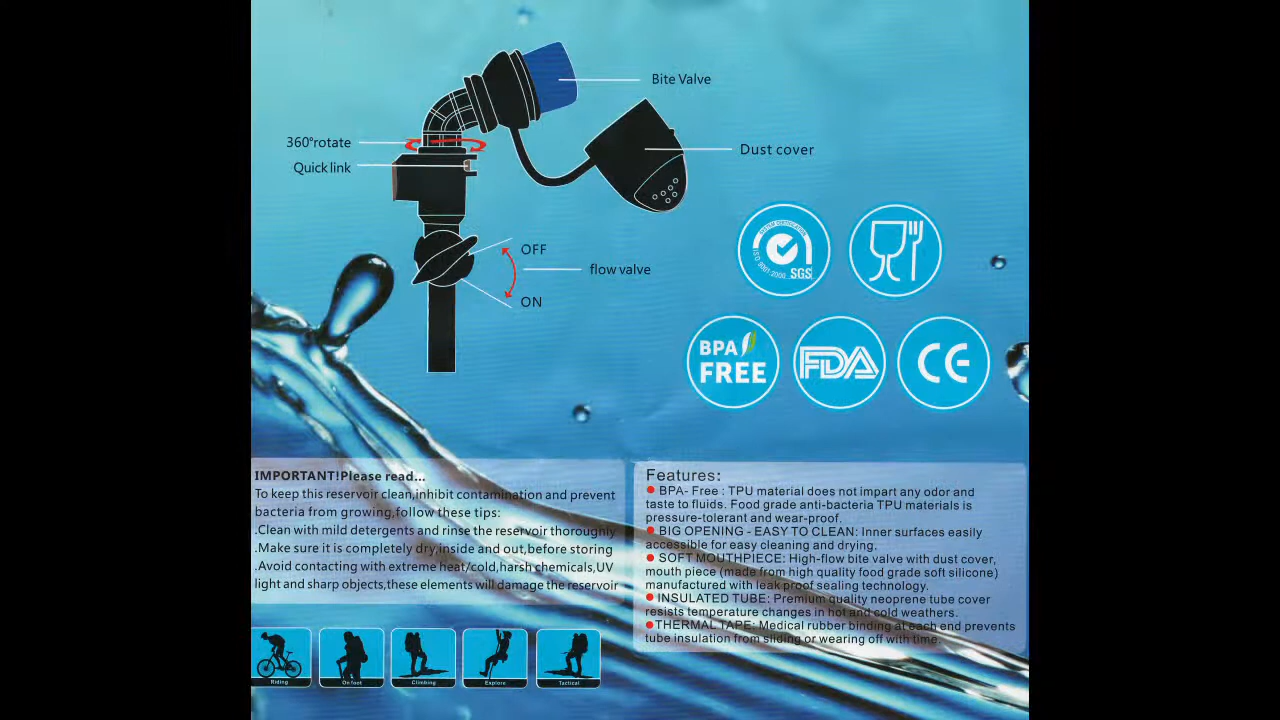 Bite Valve
360°rotate
Dust cover
Quick link
OFF
flow valve
ON
SYSTEM CERTIFICATION
ISO 9001:2000
SGS
BPA
FREE
FDA
CE
IMPORTANT!Please read...
To keep this reservoir clean,inhibit contamination and prevent
bacteria from growing,follow these tips:
.Clean with mild detergents and rinse the reservoir thoroughly
.Make sure it is completely dry,inside and out,before storing
.Avoid contacting with extreme heat/cold,harsh chemicals,UV
light and sharp objects,these elements will damage the reservoir
Features:
BPA- Free : TPU material does not impart any odor and
taste to fluids. Food grade anti-bacteria TPU materials is
pressure-tolerant and wear-proof.
BIG OPENING - EASY TO CLEAN: Inner surfaces easily
accessible for easy cleaning and drying.
SOFT MOUTHPIECE: High-flow bite valve with dust cover,
mouth piece (made from high quality food grade soft silicone)
manufactured with leak proof sealing technology.
INSULATED TUBE: Premium quality neoprene tube cover
resists temperature changes in hot and cold weathers.
THERMAL TAPE: Medical rubber binding at each end prevents
tube insulation from sliding or wearing off with time.
Riding
On foot
Climbing
Explore
Tactical